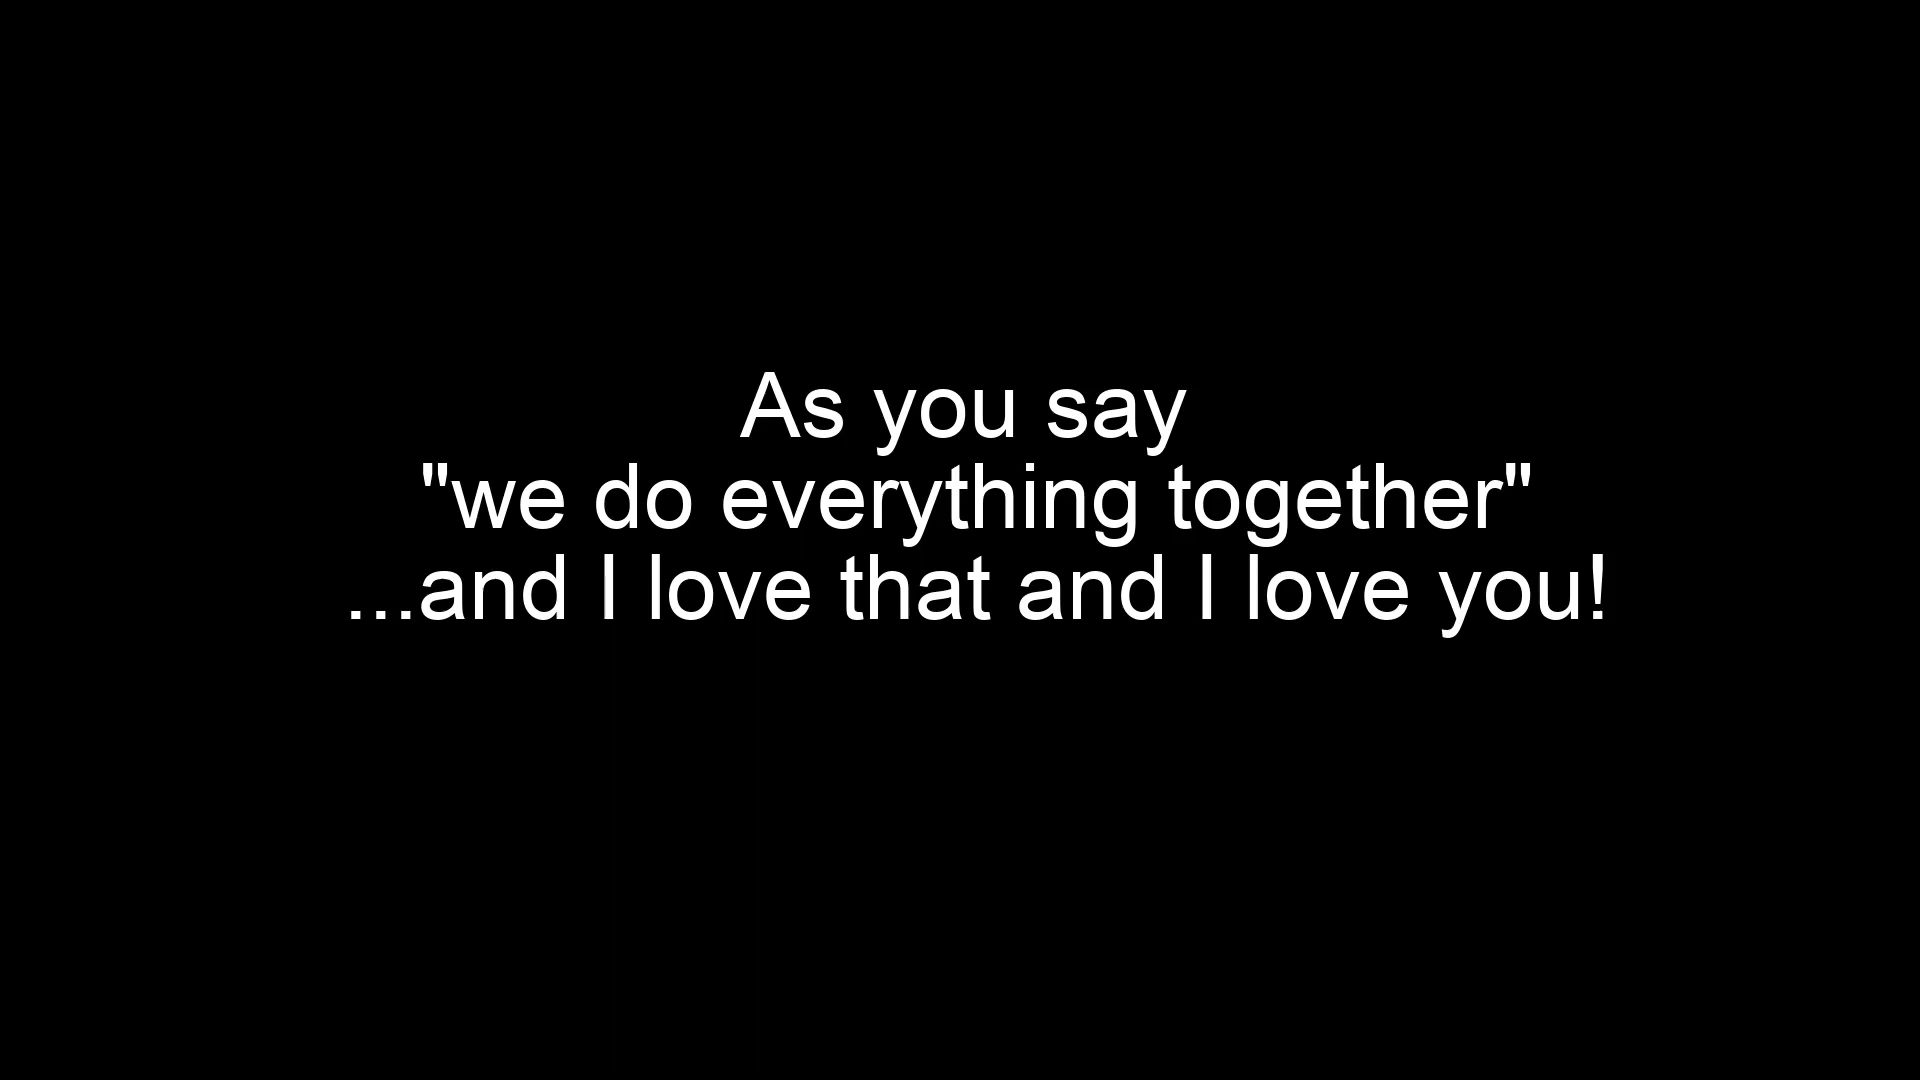 As you say
"we do everything together"
...and I love that and I love you!